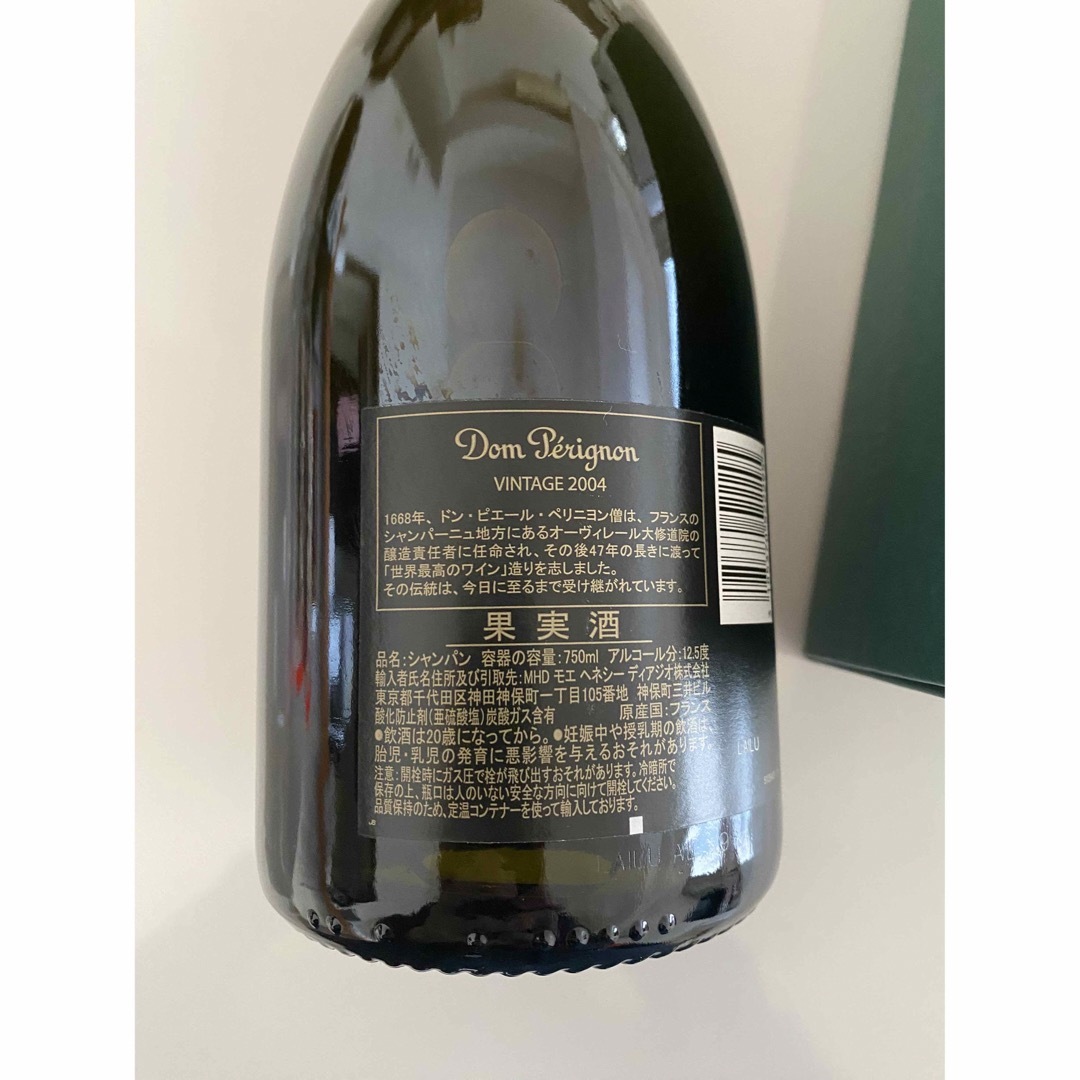 Dom Pérignon
VINTAGE 2004
1668年、ドン・ピエール・ペリニヨン僧は、フランスの
シャンパーニュ地方にあるオーヴィレール大修道院の
醸造責任者に任命され、その後47年の長きに渡って
「世界最高のワイン」造りを志しました。
その伝統は、今日に至るまで受け継がれています。
果実酒
品名:シャンパン 容器の容量:750ml アルコール分:12.5度
輸入者氏名住所及び引取先:MHD モエ ヘネシー ディアジオ株式会社
東京都千代田区神田神保町一丁目105番地 神保町三井ビル
酸化防止剤(亜硫酸塩)炭酸ガス含有 原産国:フランス
●飲酒は20歳になってから。●妊娠中や授乳期の飲酒は、
胎児・乳児の発育に悪影響を与えるおそれがあります。
注意:開栓時にガス圧で栓が飛び出すおそれがあります。冷暗所で
保存の上、瓶口は人のいない安全な方向に向けて開栓してください。
品質保持のため、定温コンテナーを使って輸入しております。